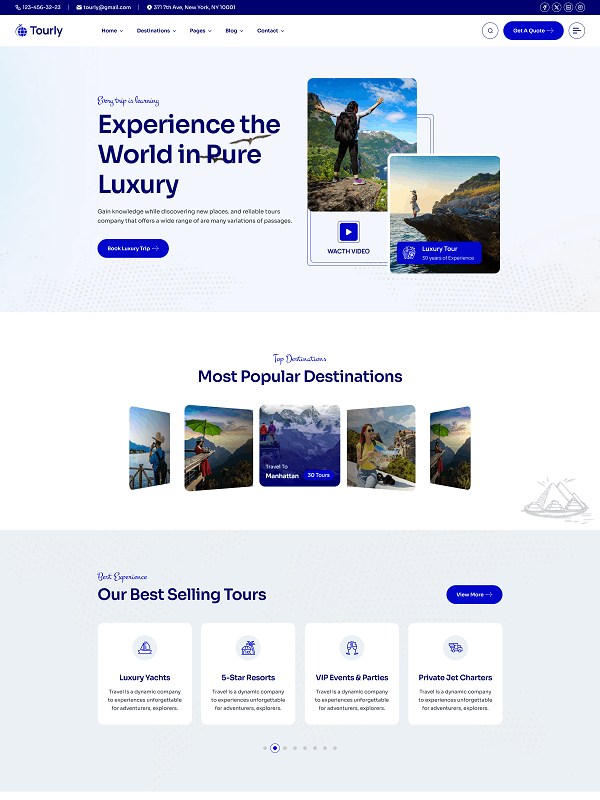 123-456-32-23
tourly@gmail.com
371 7th Ave, New York, NY 10001
Tourly
Home
Destinations
Pages
Blog
Contact
Get A Quote
Every trip is learning
Experience the
World in Pure
Luxury
Gain knowledge while discovering new places, and reliable tours
company that offers a wide range of are many variations of passages.
Book Luxury Trip
WACTH VIDEO
Luxury Tour
30 years of Experience
Top Destinations
Most Popular Destinations
Travel To
Manhattan
30 Tours
Best Experience
Our Best Selling Tours
View More
Luxury Yachts
Travel is a dynamic company
to experiences unforgettable
for adventurers, explorers.
5-Star Resorts
Travel is a dynamic company
to experiences unforgettable
for adventurers, explorers.
VIP Events & Parties
Travel is a dynamic company
to experiences unforgettable
for adventurers, explorers.
Private Jet Charters
Travel is a dynamic company
to experiences unforgettable
for adventurers, explorers.